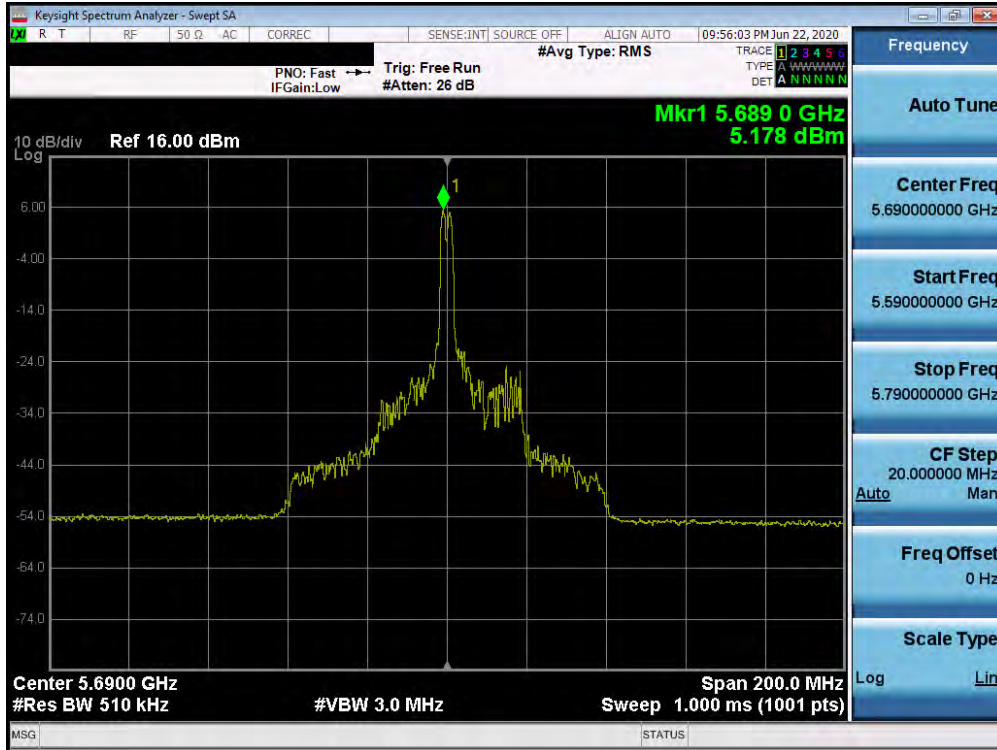 Keysight Spectrum Analyzer - Swept SA
LXI R T RF 50 Ω AC CORREC SENSE:INT SOURCE OFF ALIGN AUTO 09:56:03 PM Jun 22, 2020
#Avg Type: RMS TRACE 1 2 3 4 5 6
PNO: Fast Trig: Free Run TYPE A WWWWW
IFGain:Low #Atten: 26 dB DET A N N N N N
Mkr1 5.689 0 GHz
5.178 dBm
10 dB/div Ref 16.00 dBm
Log
1
6.00
-4.00
-14.0
-24.0
-34.0
-44.0
-54.0
-64.0
-74.0
Center 5.6900 GHz Span 200.0 MHz
#Res BW 510 kHz #VBW 3.0 MHz Sweep 1.000 ms (1001 pts)
MSG STATUS
Frequency
Auto Tune
Center Freq
5.690000000 GHz
Start Freq
5.590000000 GHz
Stop Freq
5.790000000 GHz
CF Step
20.000000 MHz
Auto Man
Freq Offset
0 Hz
Scale Type
Log Lin